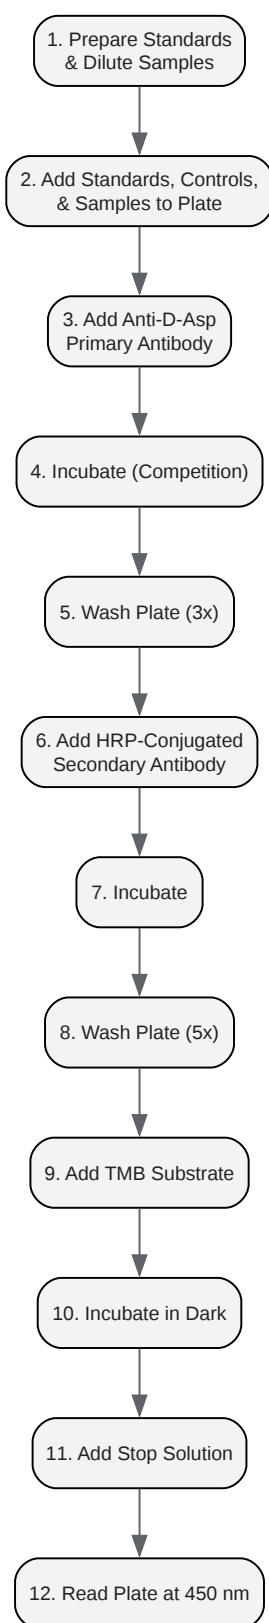 1. Prepare Standards
& Dilute Samples
2. Add Standards, Controls,
& Samples to Plate
3. Add Anti-D-Asp
Primary Antibody
4. Incubate (Competition)
5. Wash Plate (3x)
6. Add HRP-Conjugated
Secondary Antibody
7. Incubate
8. Wash Plate (5x)
9. Add TMB Substrate
10. Incubate in Dark
11. Add Stop Solution
12. Read Plate at 450 nm